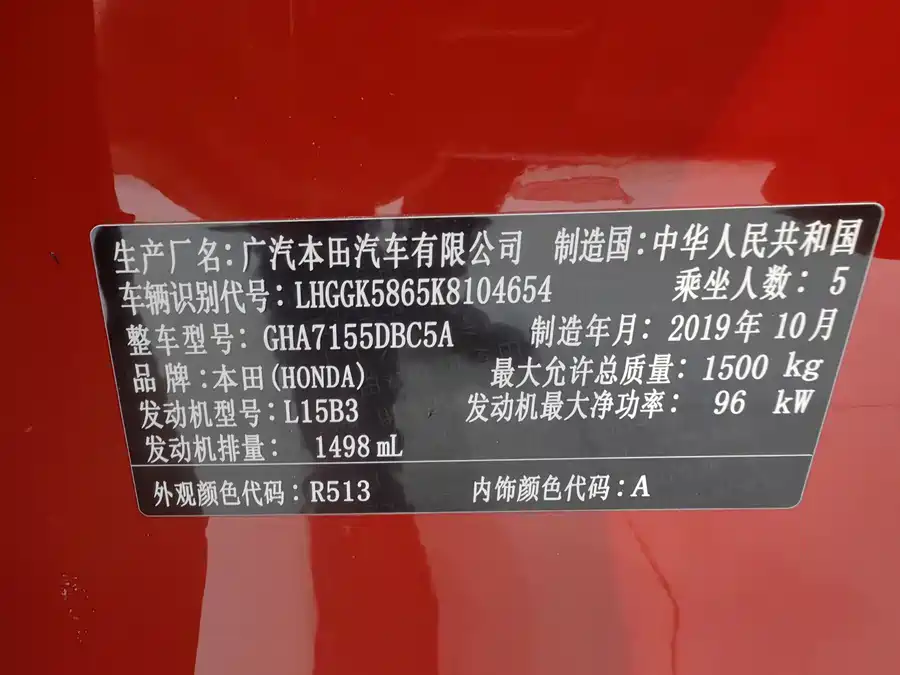 生产厂名:广汽本田汽车有限公司 制造国:中华人民共和国
车辆识别代号:LHGGK5865K8104654 乘坐人数: 5
整车型号: GHA7155DBC5A 制造年月: 2019年 10月
品 牌:本田(HONDA) 最大允许总质量: 1500 kg
发动机型号:L15B3 发动机最大净功率: 96 kW
发动机排量: 1498 mL
外观颜色代码:R513 内饰颜色代码:A